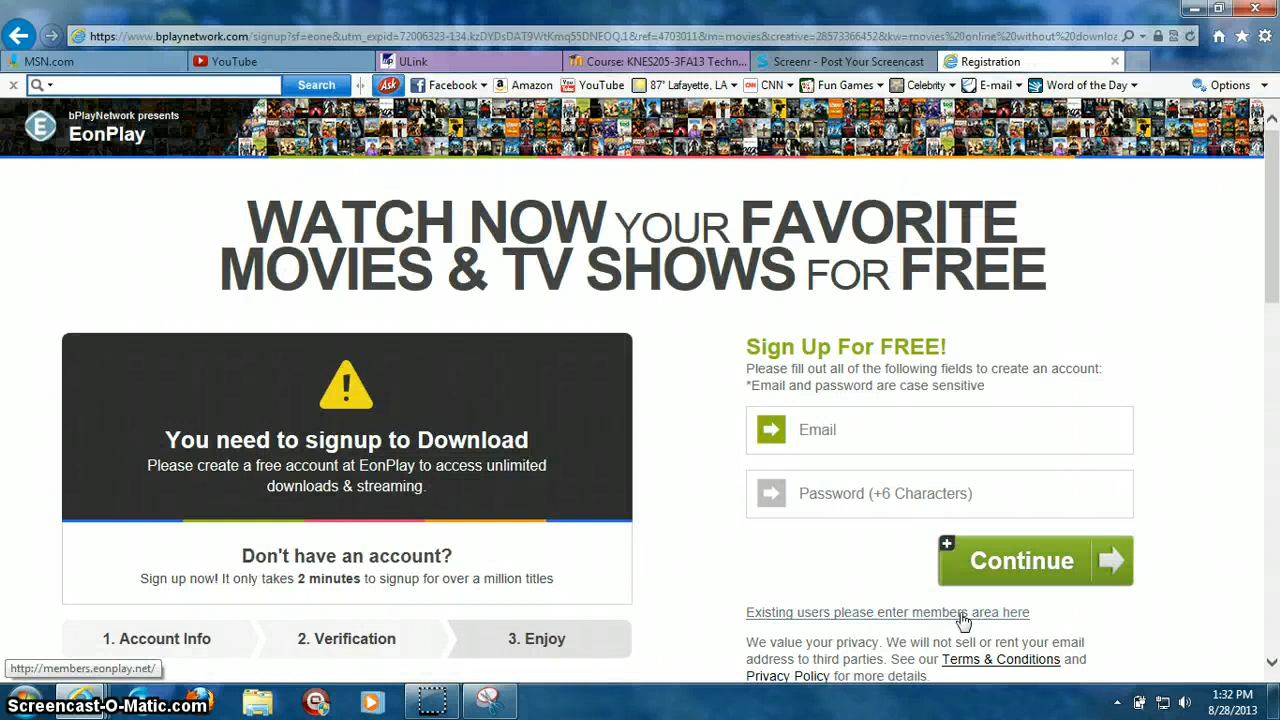 https://www.bplaynetwork.com/signup?sf=eone&utm_expid=72006323-134.kzDYDsDAT9WtKmq55DNEOQ.1&ref=4703011&m=movies&creative=28573366452&kw=movies%20online%20without%20downloa
MSN.com
YouTube
ULink
Course: KNES205-3FA13 Techn...
Screenr - Post Your Screencast
Registration
Search
Ask
Facebook
Amazon
YouTube
87° Lafayette, LA
CNN
Fun Games
Celebrity
E-mail
Word of the Day
Options
bPlayNetwork presents
EonPlay
WATCH NOW YOUR FAVORITE
MOVIES & TV SHOWS FOR FREE
You need to signup to Download
Please create a free account at EonPlay to access unlimited
downloads & streaming.
Don't have an account?
Sign up now! It only takes 2 minutes to signup for over a million titles
1. Account Info
2. Verification
3. Enjoy
Sign Up For FREE!
Please fill out all of the following fields to create an account:
*Email and password are case sensitive
Email
Password (+6 Characters)
Continue
Existing users please enter members area here
We value your privacy. We will not sell or rent your email
address to third parties. See our Terms & Conditions and
Privacy Policy for more details.
http://members.eonplay.net/
Screencast-O-Matic.com
1:32 PM
8/28/2013